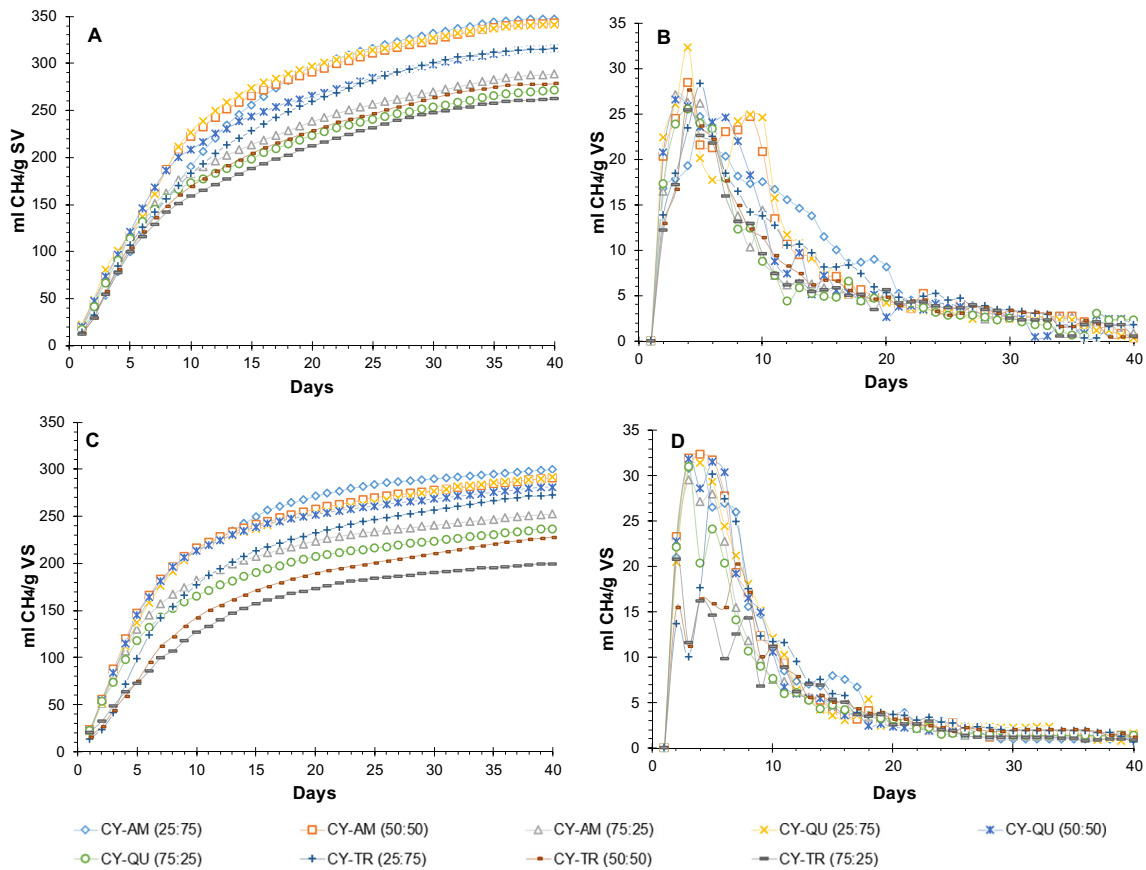 A
ml CH4/g SV
350
300
250
200
150
100
50
0
0 5 10 15 20 25 30 35 40
Days
B
ml CH4/g VS
35
30
25
20
15
10
5
0
0 10 20 30 40
Days
C
ml CH4/g VS
350
300
250
200
150
100
50
0
0 5 10 15 20 25 30 35 40
Days
D
ml CH4/g VS
35
30
25
20
15
10
5
0
0 10 20 30 40
Days
CY-AM (25:75) CY-AM (50:50) CY-AM (75:25) CY-QU (25:75) CY-QU (50:50)
CY-QU (75:25) CY-TR (25:75) CY-TR (50:50) CY-TR (75:25)